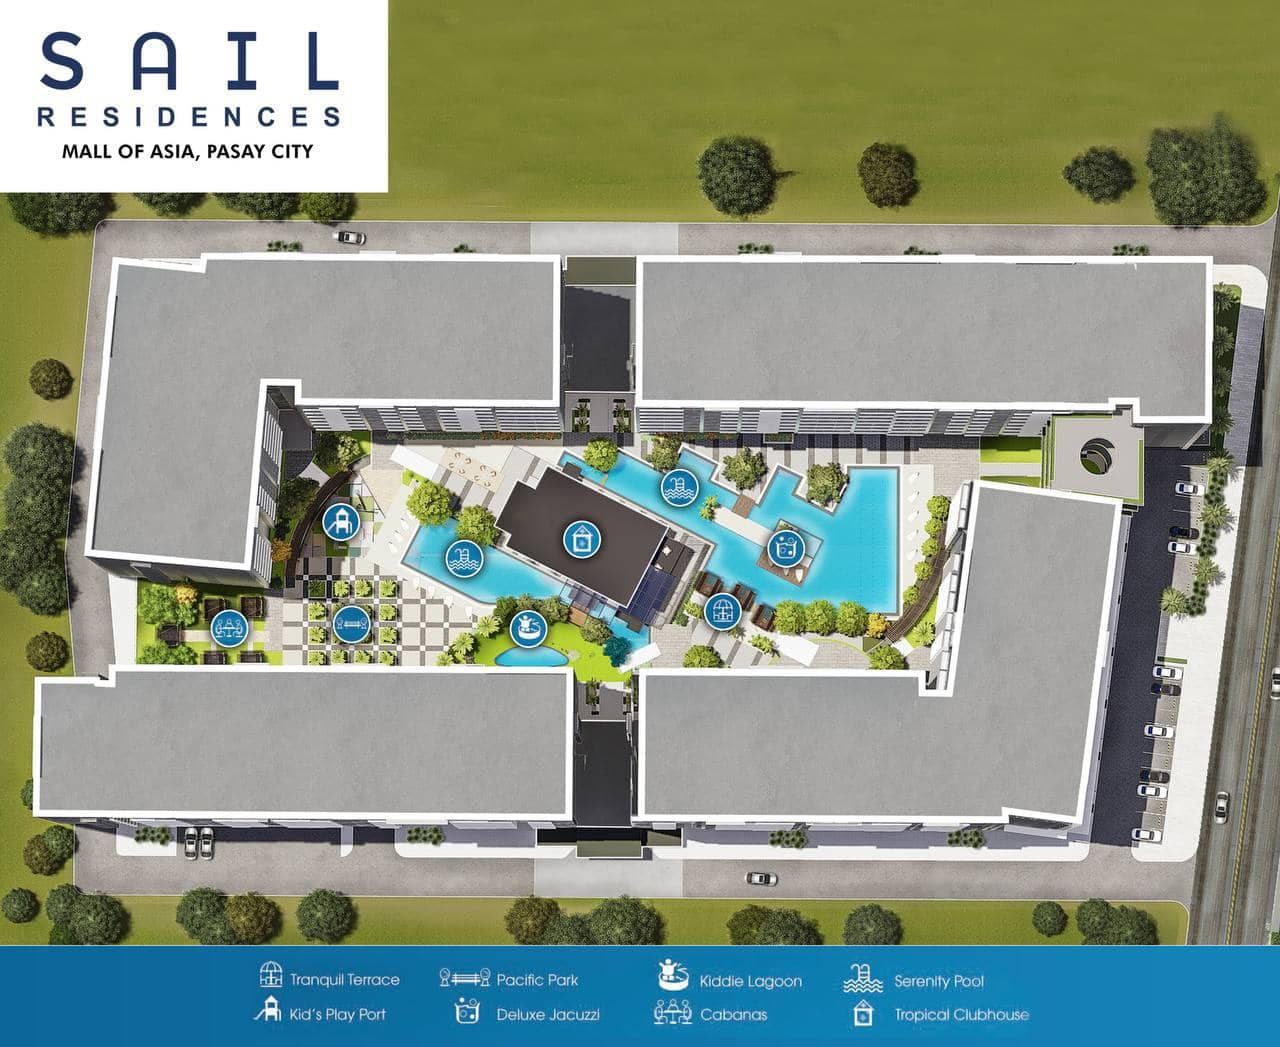 SAIL
RESIDENCES
MALL OF ASIA, PASAY CITY
Tranquil Terrace
Pacific Park
Kiddie Lagoon
Serenity Pool
Kid's Play Port
Deluxe Jacuzzi
Cabanas
Tropical Clubhouse